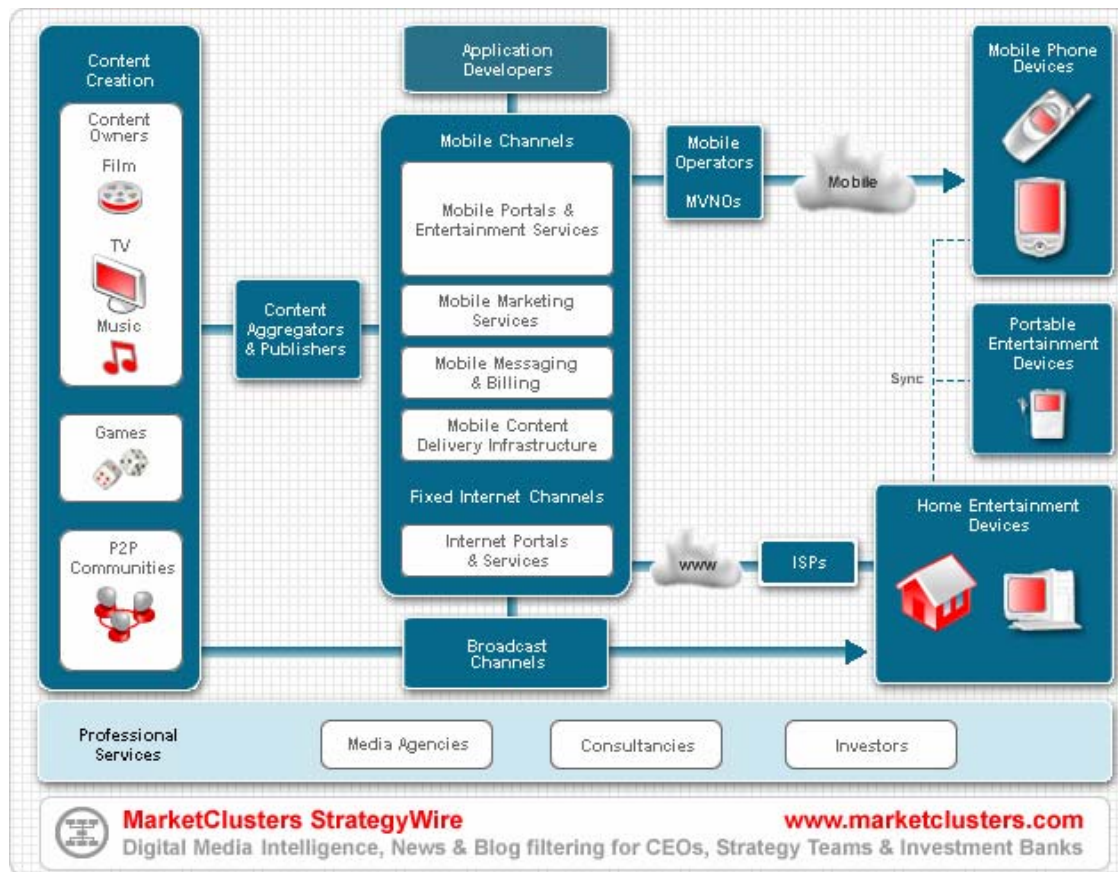 Content
Creation
Content
Owners
Film
TV
Music
Games
P2P
Communities
Content
Aggregators
& Publishers
Application
Developers
Mobile Channels
Mobile Portals &
Entertainment Services
Mobile Marketing
Services
Mobile Messaging
& Billing
Mobile Content
Delivery Infrastructure
Fixed Internet Channels
Internet Portals
& Services
Broadcast
Channels
Mobile
Operators
MVNOs
Mobile
www
ISPs
Mobile Phone
Devices
Portable
Entertainment
Devices
Sync
Home Entertainment
Devices
Professional
Services
Media Agencies
Consultancies
Investors
MarketClusters StrategyWire
www.marketclusters.com
Digital Media Intelligence, News & Blog filtering for CEOs, Strategy Teams & Investment Banks